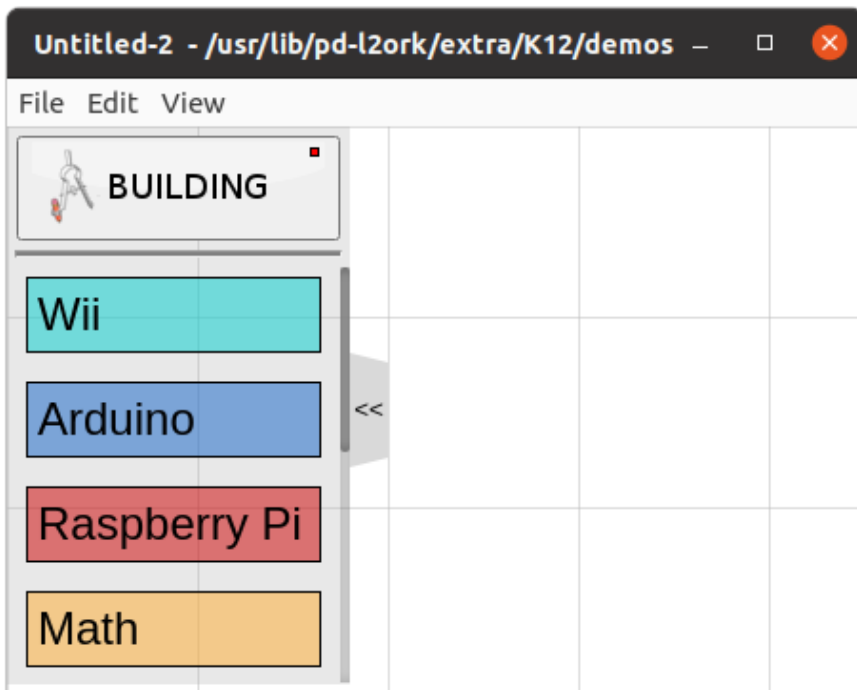 Untitled-2 - /usr/lib/pd-l2ork/extra/K12/demos
File Edit View
BUILDING
Wii
<<
Arduino
Raspberry Pi
Math